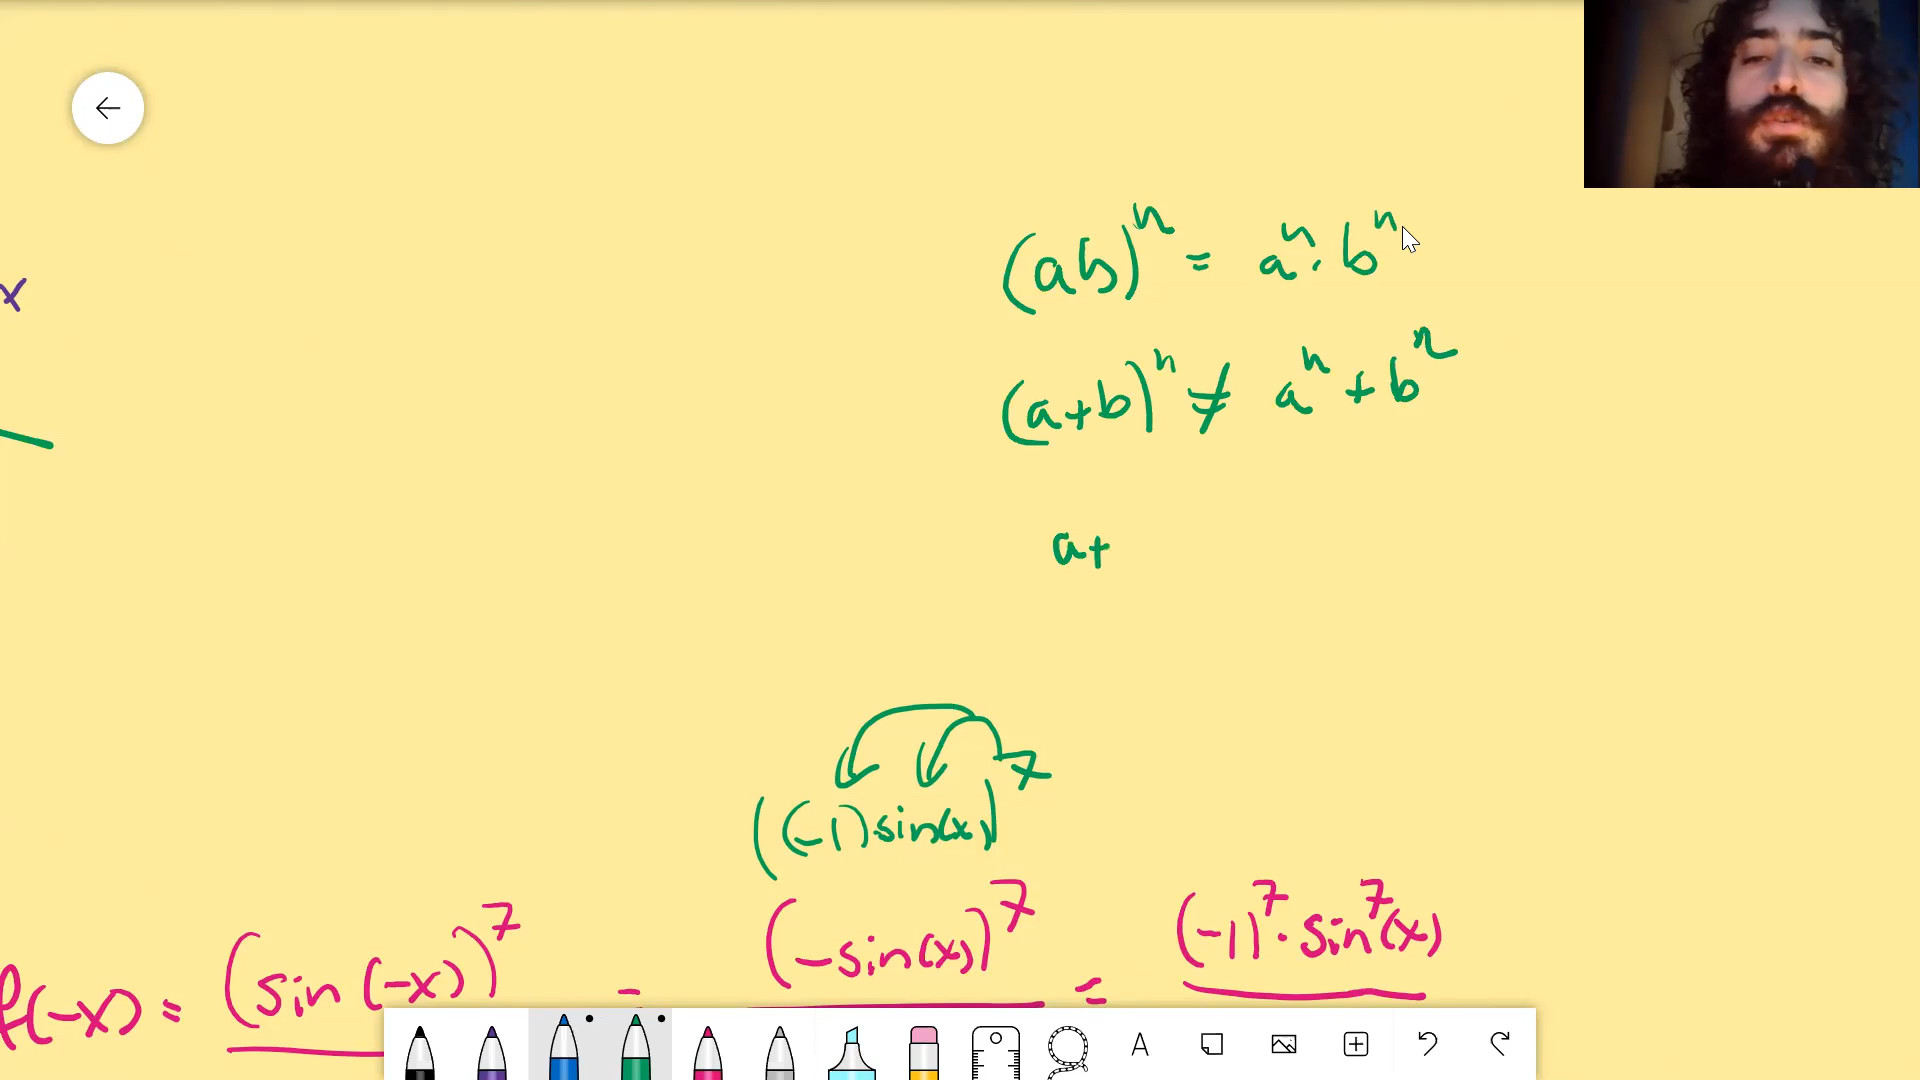 x
(ab)^n = a^n · b^n
(a+b)^n ≠ a^n + b^n
a+
((-1)sin(x))^7
f(-x) = (sin(-x))^7 = (-sin(x))^7 = (-1)^7 · sin^7(x)
A